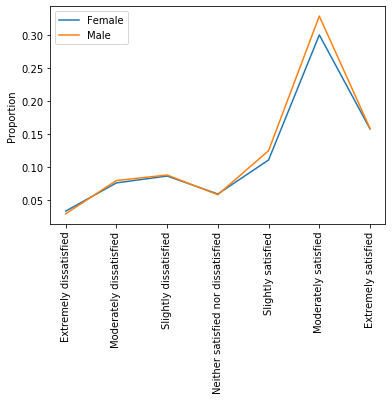 Female
Male
0.30
0.25
0.20
0.15
0.10
0.05
Proportion
Extremely dissatisfied
Moderately dissatisfied
Slightly dissatisfied
Neither satisfied nor dissatisfied
Slightly satisfied
Moderately satisfied
Extremely satisfied